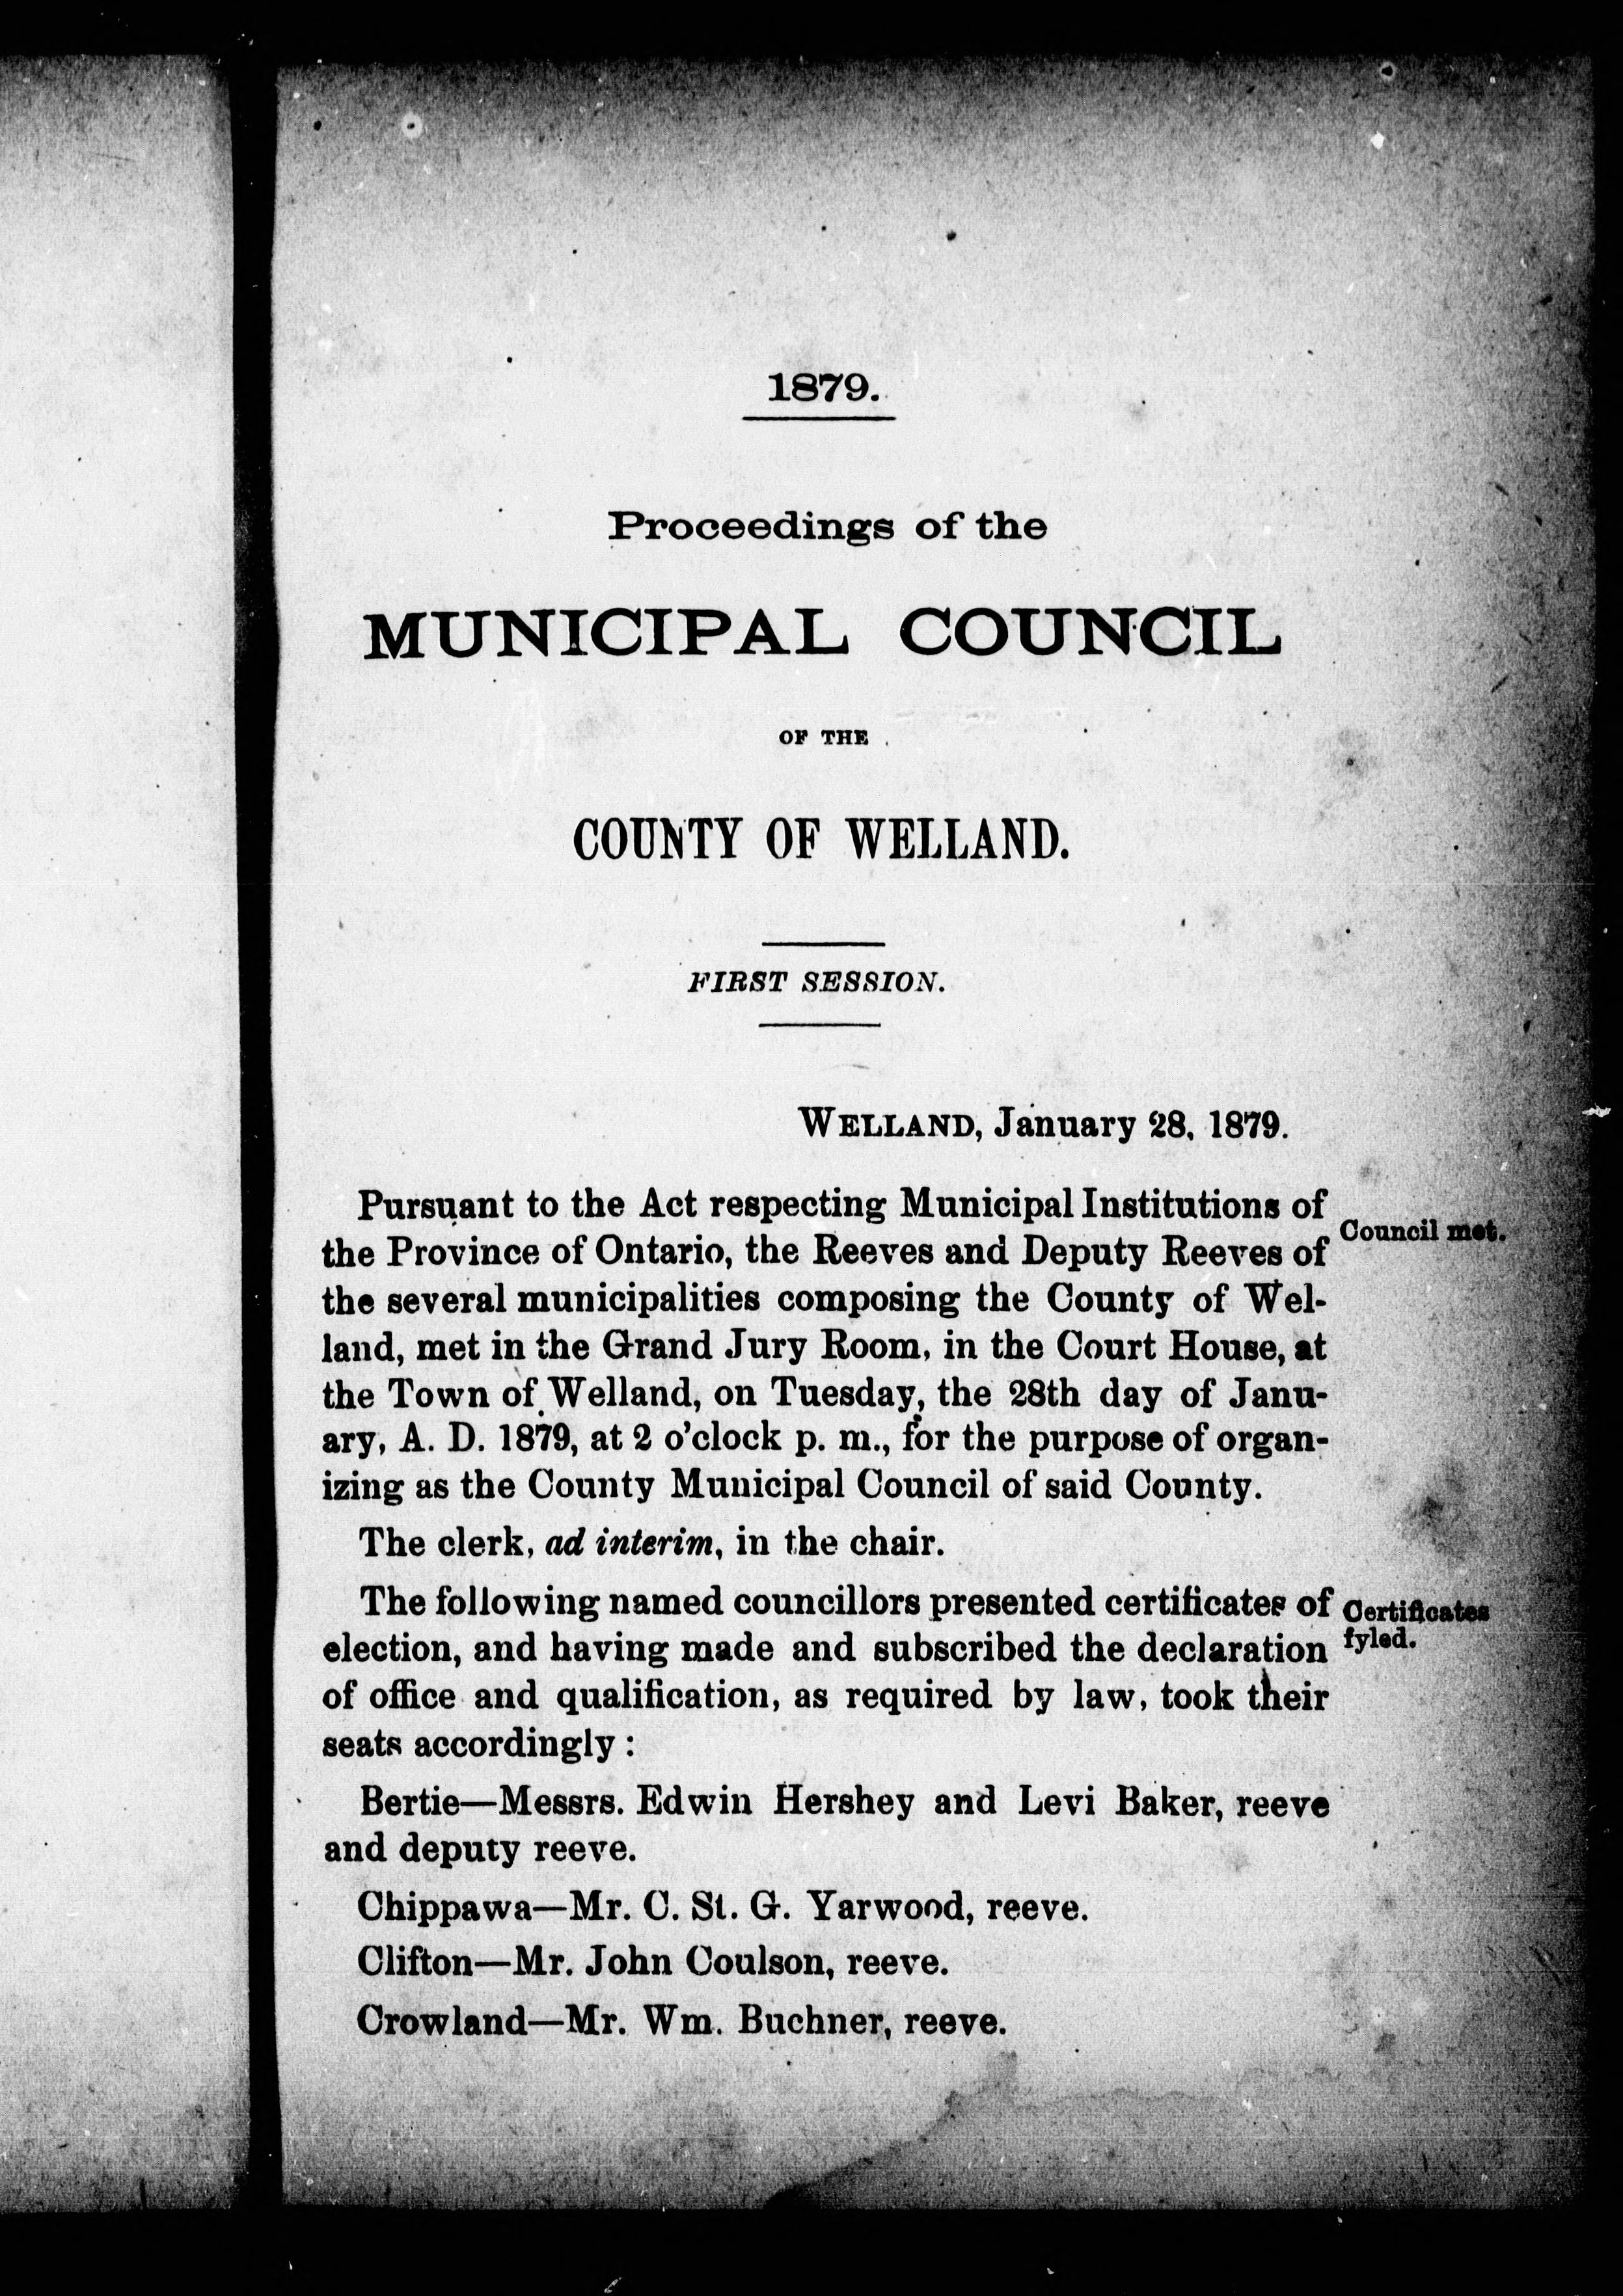 1879.
Proceedings of the
MUNICIPAL COUNCIL
OF THE
COUNTY OF WELLAND.
FIRST SESSION.
WELLAND, January 28, 1879.
Pursuant to the Act respecting Municipal Institutions of
Council met.
the Province of Ontario, the Reeves and Deputy Reeves of
the several municipalities composing the County of Wel-
land, met in the Grand Jury Room, in the Court House, at
the Town of Welland, on Tuesday, the 28th day of Janu-
ary, A. D. 1879, at 2 o'clock p. m., for the purpose of organ-
izing as the County Municipal Council of said County.
The clerk, ad interim, in the chair.
The following named councillors presented certificates of
Certificates
fyled.
election, and having made and subscribed the declaration
of office and qualification, as required by law, took their
seats accordingly:
Bertie—Messrs. Edwin Hershey and Levi Baker, reeve
and deputy reeve.
Chippawa—Mr. C. St. G. Yarwood, reeve.
Clifton—Mr. John Coulson, reeve.
Crowland—Mr. Wm. Buchner, reeve.